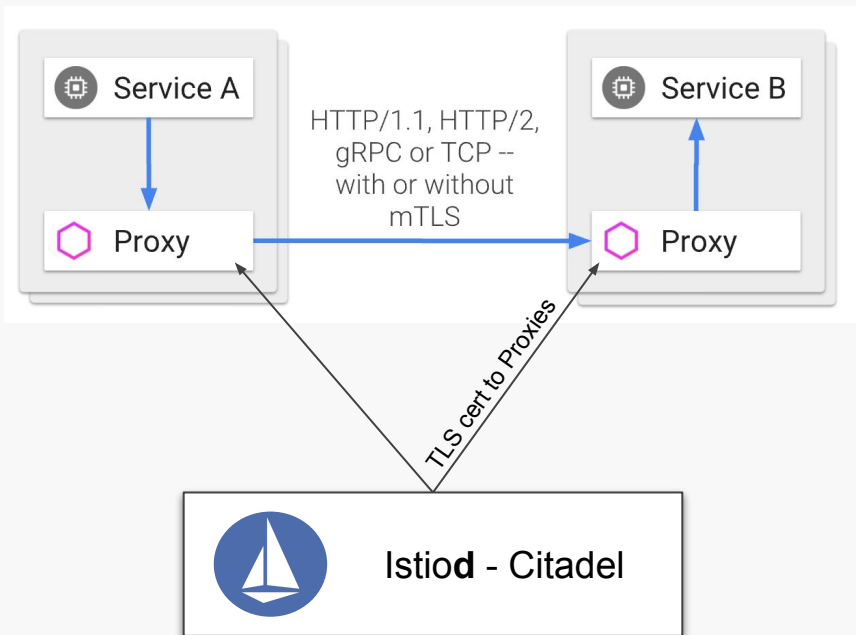 Service A
Service B
HTTP/1.1, HTTP/2,
gRPC or TCP --
with or without
mTLS
Proxy
Proxy
TLS cert to Proxies
Istiod - Citadel